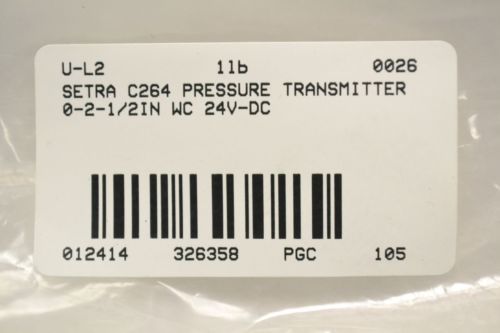 U-L2 1lb 0026
SETRA C264 PRESSURE TRANSMITTER
0-2-1/2IN WC 24V-DC
012414 326358 PGC 105